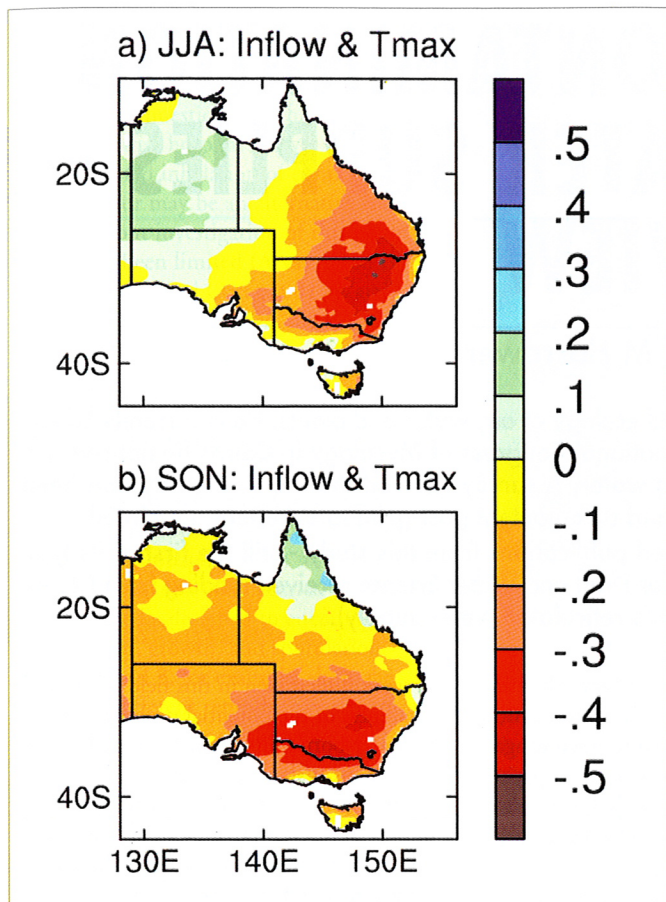 a) JJA: Inflow & Tmax
20S
40S
b) SON: Inflow & Tmax
20S
40S
130E 140E 150E
.5
.4
.3
.2
.1
0
-.1
-.2
-.3
-.4
-.5